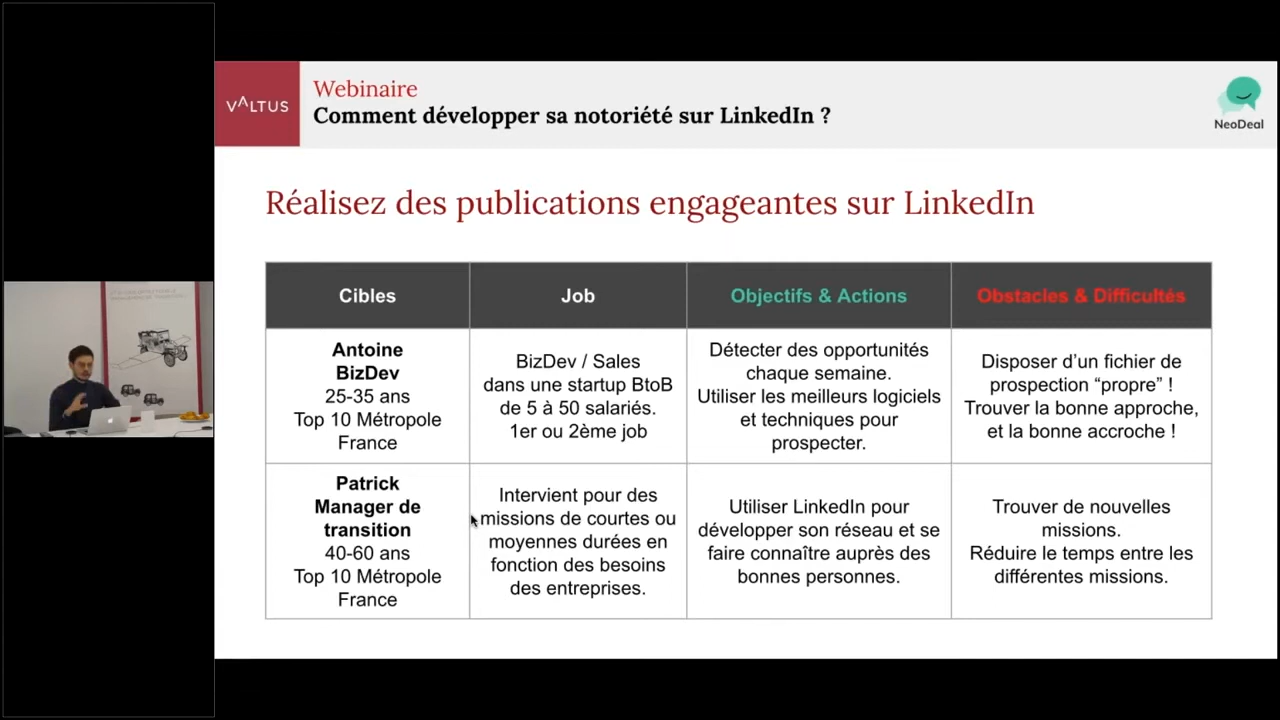 VALTUS
Webinaire
Comment développer sa notoriété sur LinkedIn ?
NeoDeal
Réalisez des publications engageantes sur LinkedIn
Cibles
Job
Objectifs & Actions
Obstacles & Difficultés
Antoine
BizDev
25-35 ans
Top 10 Métropole
France
BizDev / Sales
dans une startup BtoB
de 5 à 50 salariés.
1er ou 2ème job
Détecter des opportunités
chaque semaine.
Utiliser les meilleurs logiciels
et techniques pour
prospecter.
Disposer d’un fichier de
prospection “propre” !
Trouver la bonne approche,
et la bonne accroche !
Patrick
Manager de
transition
40-60 ans
Top 10 Métropole
France
Intervient pour des
missions de courtes ou
moyennes durées en
fonction des besoins
des entreprises.
Utiliser LinkedIn pour
développer son réseau et se
faire connaître auprès des
bonnes personnes.
Trouver de nouvelles
missions.
Réduire le temps entre les
différentes missions.